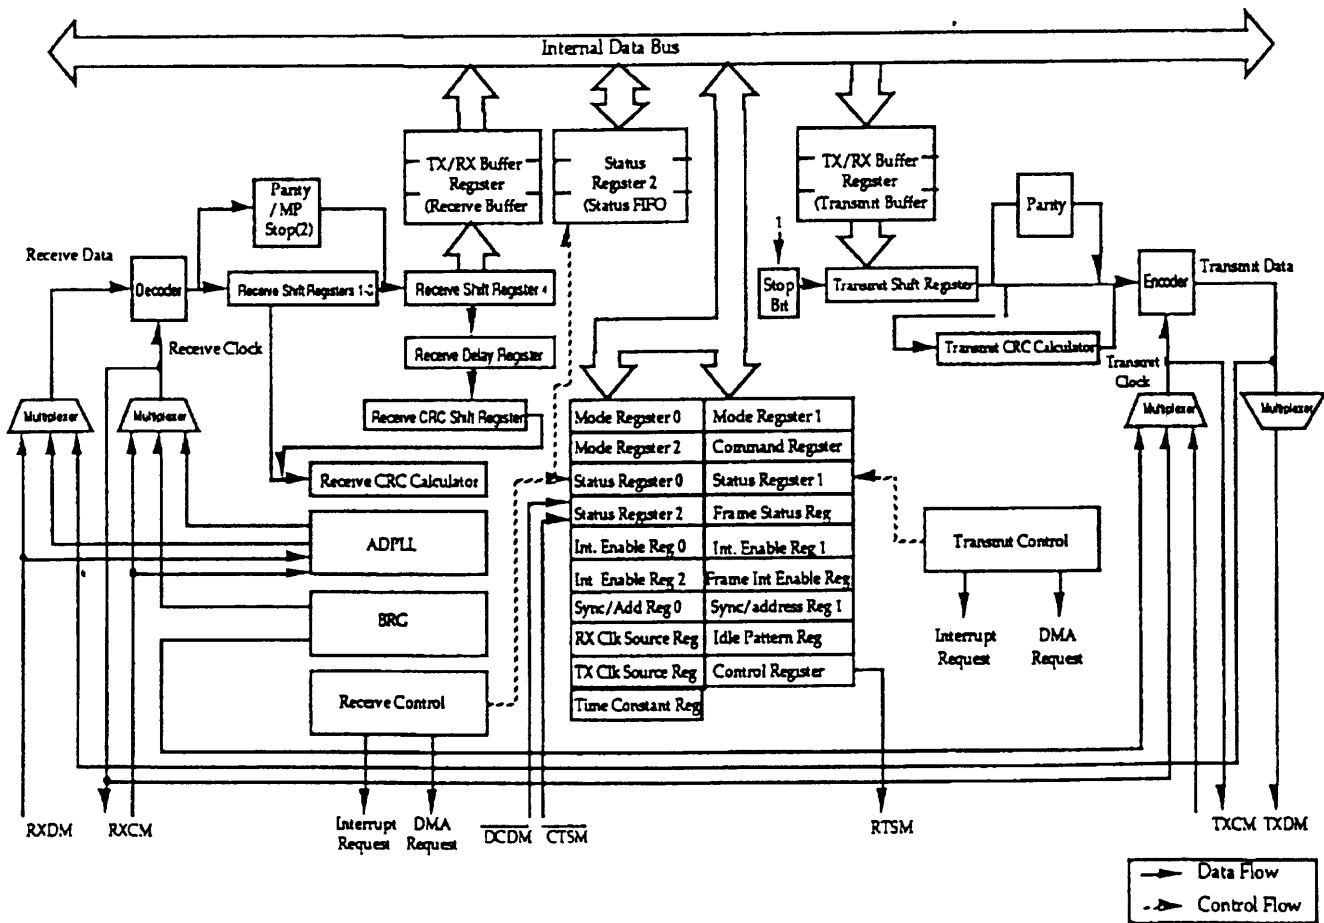 Internal Data Bus
TX/RX Buffer
Register
(Receive Buffer
Status
Register 2
(Status FIFO
TX/RX Buffer
Register
(Transmit Buffer
Parity
/ MP
Stop(2)
Parity
1
Receive Data
Decoder
Receive Shift Registers 1-3
Receive Shift Register 4
Stop
Bit
Transmit Shift Register
Encoder
Transmit Data
Receive Clock
Receive Delay Register
Transmit CRC Calculator
Transmit
Clock
Multiplexer
Multiplexer
Receive CRC Shift Register
Multiplexer
Multiplexer
Mode Register 0
Mode Register 1
Mode Register 2
Command Register
Receive CRC Calculator
Status Register 0
Status Register 1
Status Register 2
Frame Status Reg
ADPLL
Int. Enable Reg 0
Int. Enable Reg 1
Transmit Control
Int Enable Reg 2
Frame Int Enable Reg
BRG
Sync/Add Reg 0
Sync/address Reg 1
RX Clk Source Reg
Idle Pattern Reg
Interrupt
Request
DMA
Request
TX Clk Source Reg
Control Register
Receive Control
Time Constant Reg
RXDM
RXCM
Interrupt
Request
DMA
Request
DCDM
CTSM
RTSM
TXCM
TXDM
Data Flow
Control Flow